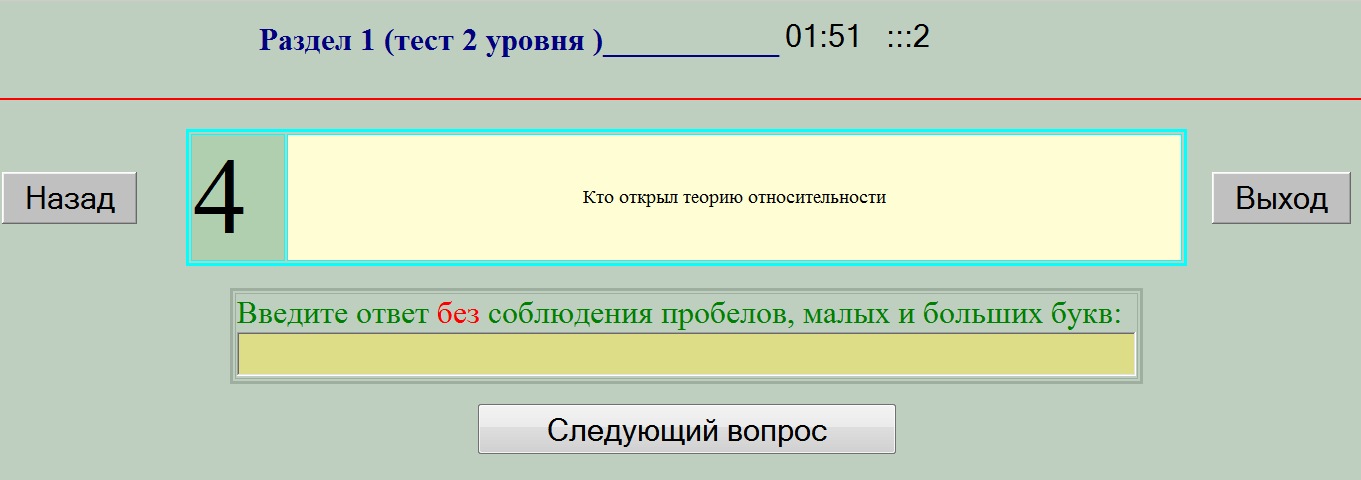 Раздел 1 (тест 2 уровня )___________ 01:51 :::2
Назад
4
Кто открыл теорию относительности
Выход
Введите ответ без соблюдения пробелов, малых и больших букв:
Следующий вопрос